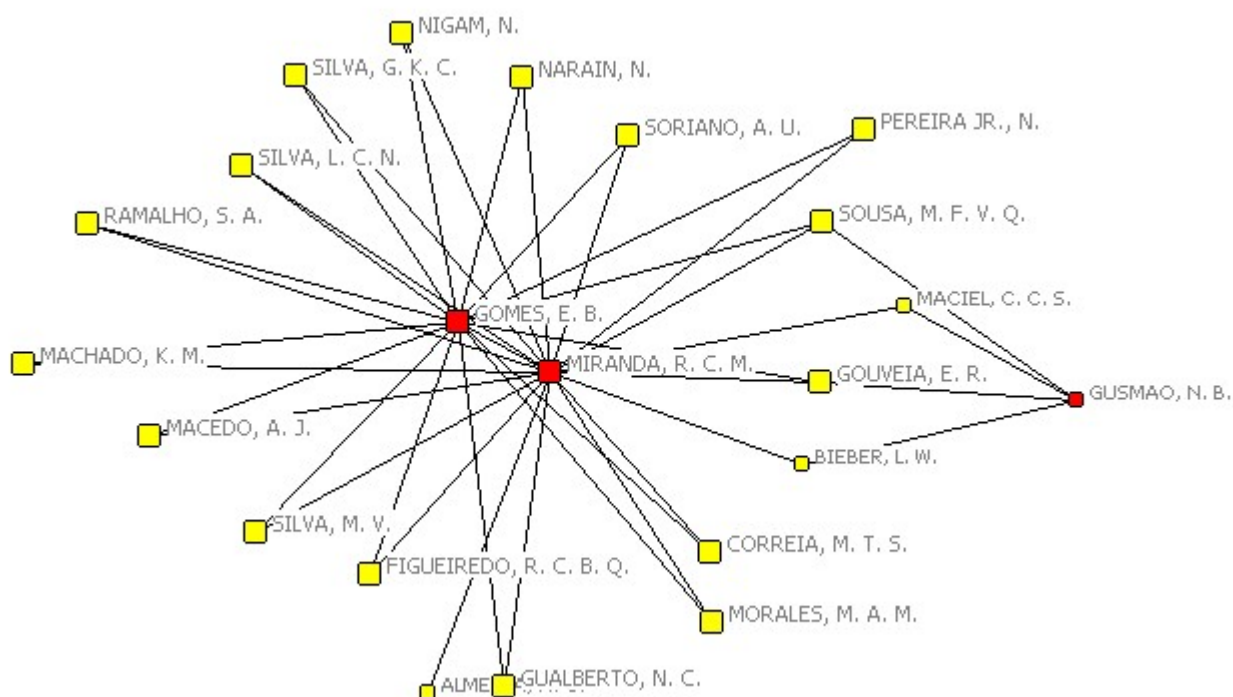 NIGAM, N.
SILVA, G. K. C.
NARAIN, N.
SORIANO, A. U.
PEREIRA JR., N.
SILVA, L. C. N.
RAMALHO, S. A.
SOUSA, M. F. V. Q.
MACIEL, C. C. S.
GOMES, E. B.
MACHADO, K. M.
MIRANDA, R. C. M.
GOUVEIA, E. R.
GUSMAO, N. B.
MACEDO, A. J.
BIEBER, L. W.
SILVA, M. V.
CORREIA, M. T. S.
FIGUEIREDO, R. C. B. Q.
MORALES, M. A. M.
GUALBERTO, N. C.